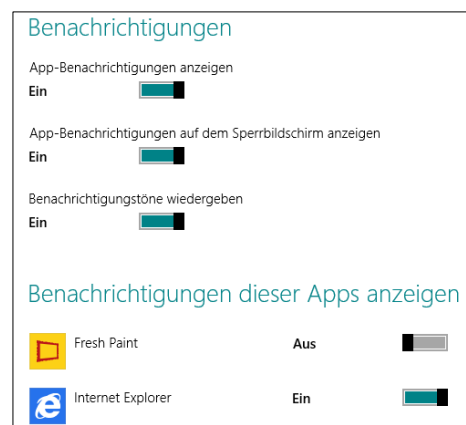 Benachrichtigungen
App-Benachrichtigungen anzeigen
Ein
App-Benachrichtigungen auf dem Sperrbildschirm anzeigen
Ein
Benachrichtigungstöne wiedergeben
Ein
Benachrichtigungen dieser Apps anzeigen
Fresh Paint Aus
Internet Explorer Ein